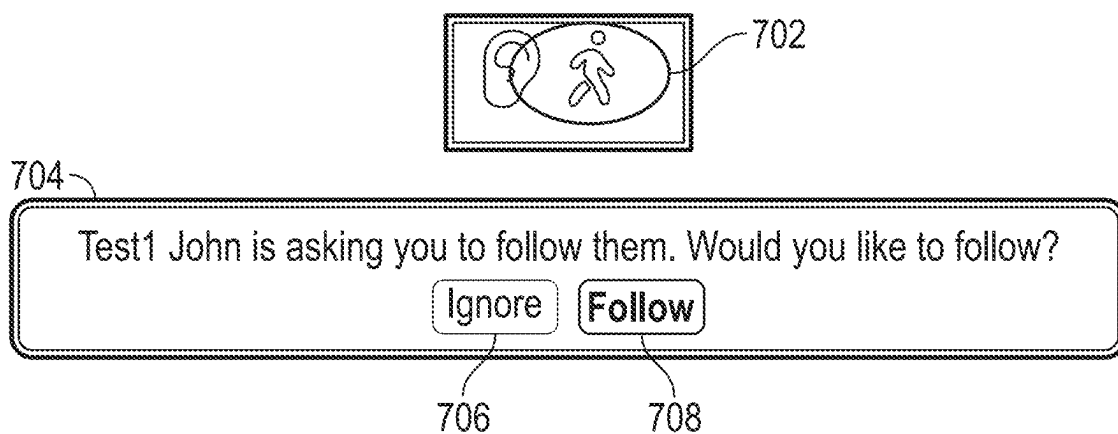 702
704
Test1 John is asking you to follow them. Would you like to follow?
Ignore Follow
706 708